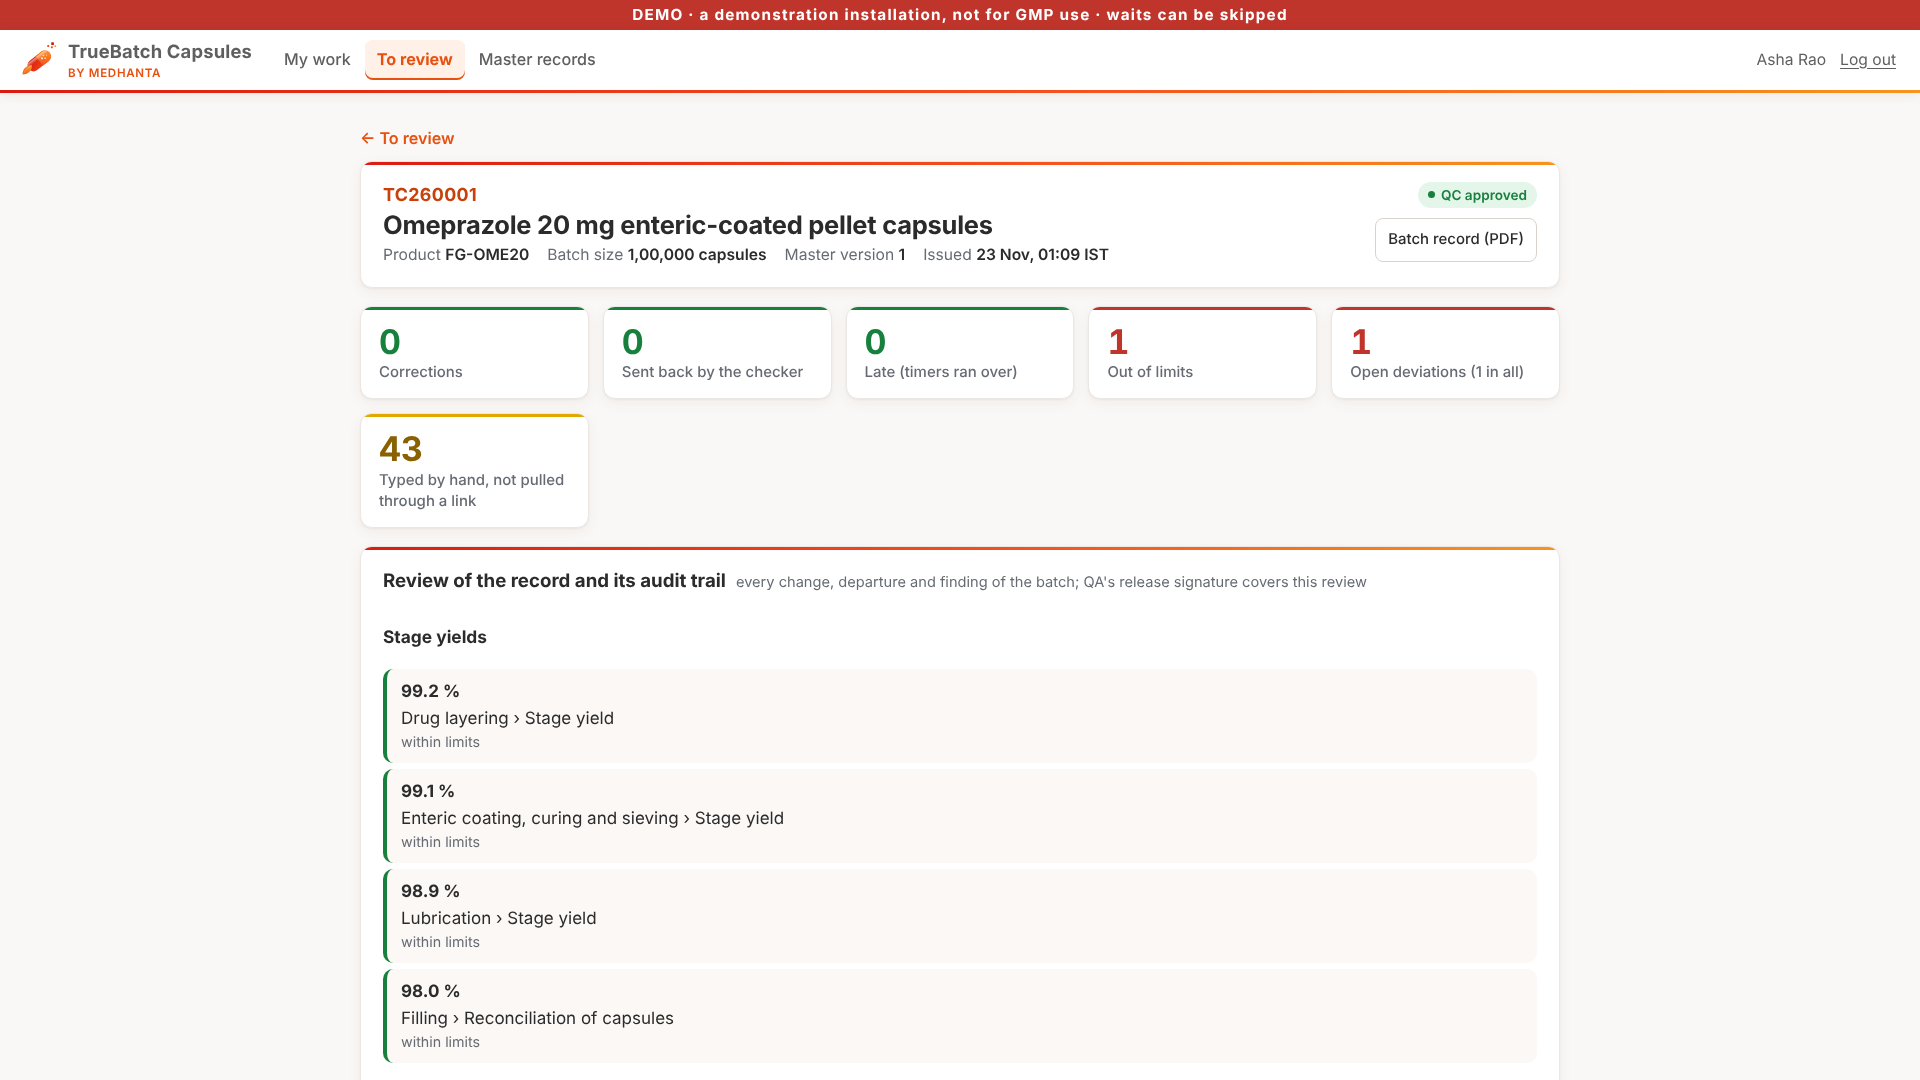 DEMO · a demonstration installation, not for GMP use · waits can be skipped
TrueBatch Capsules
BY MEDHANTA
My work
To review
Master records
Asha Rao
Log out
← To review
TC260001
QC approved
Omeprazole 20 mg enteric-coated pellet capsules
Batch record (PDF)
Product FG-OME20 Batch size 1,00,000 capsules Master version 1 Issued 23 Nov, 01:09 IST
0
Corrections
0
Sent back by the checker
0
Late (timers ran over)
1
Out of limits
1
Open deviations (1 in all)
43
Typed by hand, not pulled
through a link
Review of the record and its audit trail every change, departure and finding of the batch; QA's release signature covers this review
Stage yields
99.2 %
Drug layering › Stage yield
within limits
99.1 %
Enteric coating, curing and sieving › Stage yield
within limits
98.9 %
Lubrication › Stage yield
within limits
98.0 %
Filling › Reconciliation of capsules
within limits